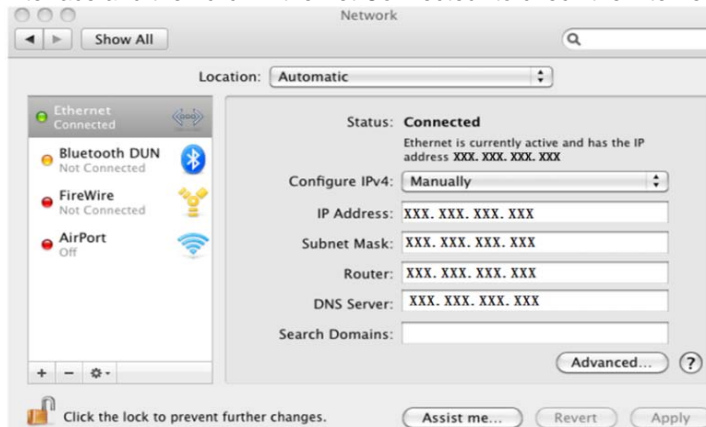 Network
Show All
Location: Automatic
Ethernet
Connected
Bluetooth DUN
Not Connected
FireWire
Not Connected
AirPort
Off
Status: Connected
Ethernet is currently active and has the IP
address XXX. XXX. XXX. XXX
Configure IPv4: Manually
IP Address: XXX. XXX. XXX. XXX
Subnet Mask: XXX. XXX. XXX. XXX
Router: XXX. XXX. XXX. XXX
DNS Server: XXX. XXX. XXX. XXX
Search Domains:
Advanced... ?
+ −
Click the lock to prevent further changes.
Assist me... Revert Apply